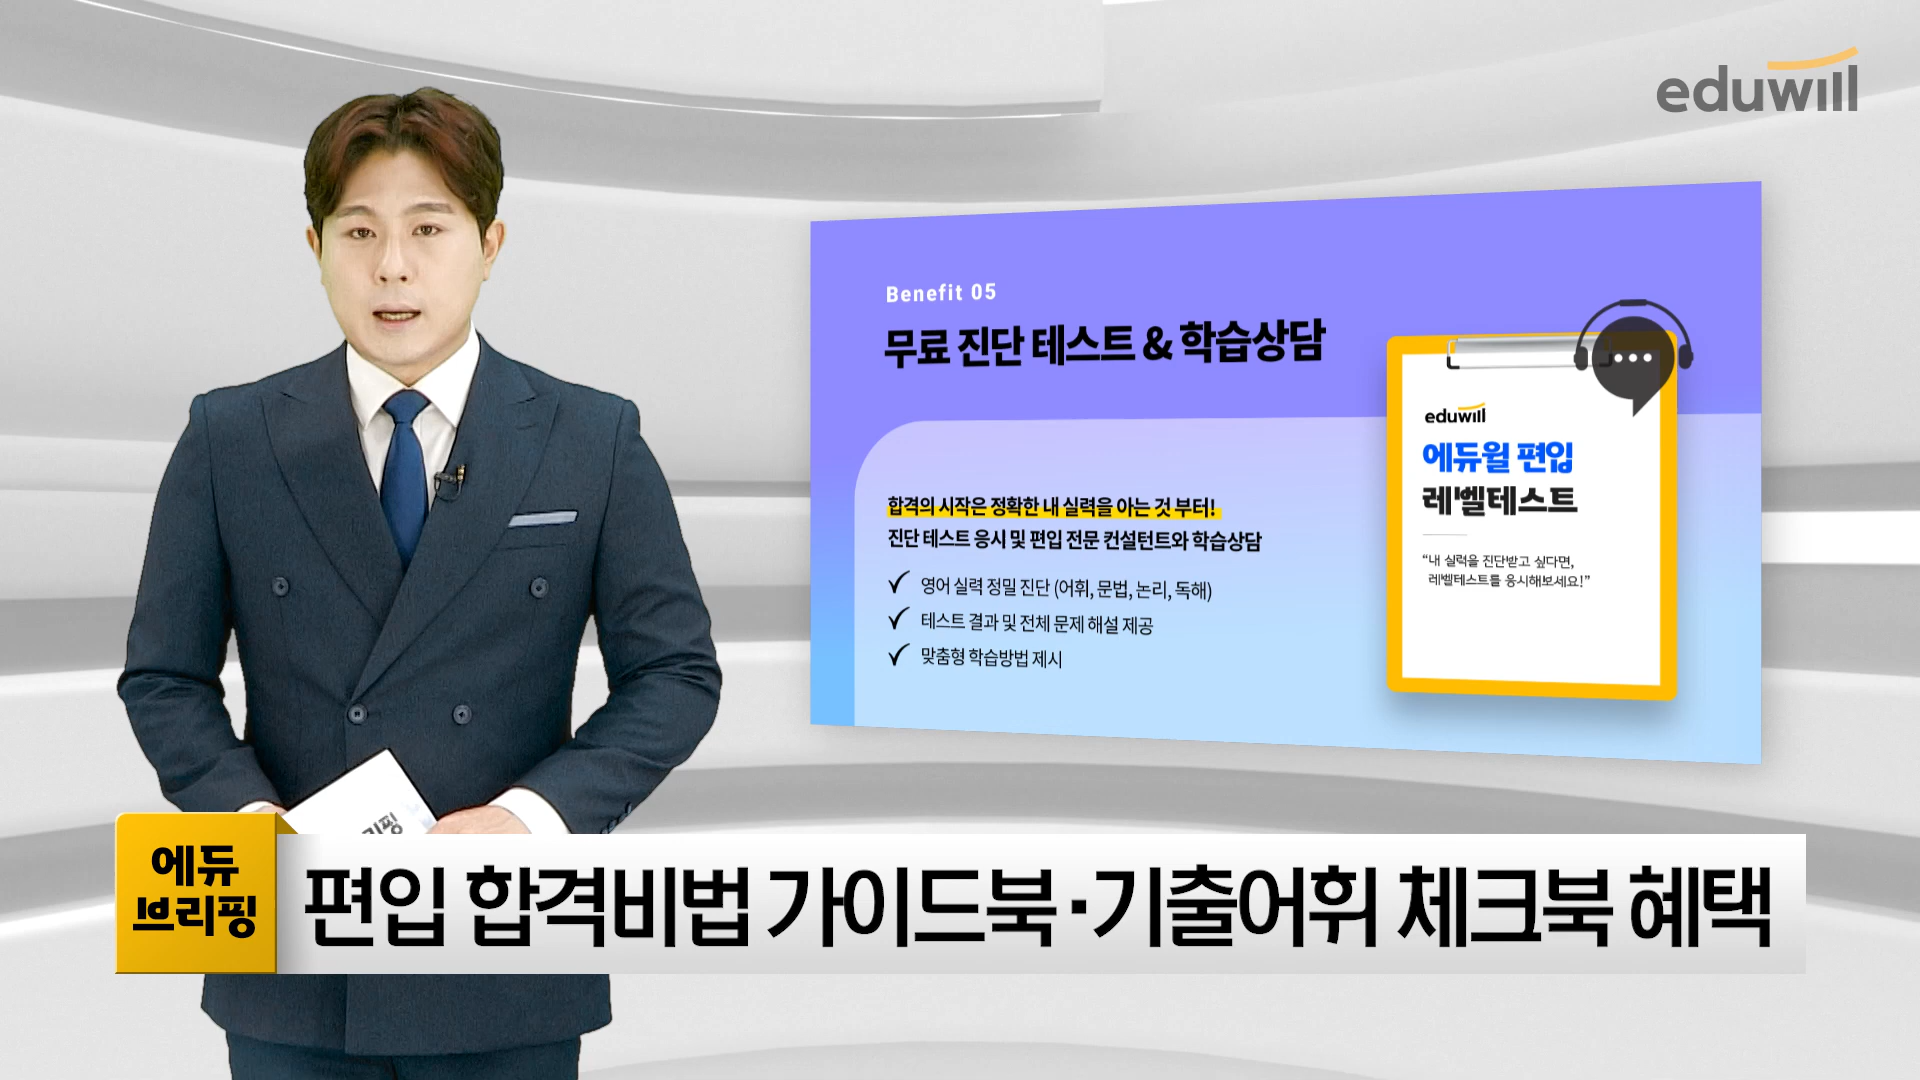 eduwill
Benefit 05
무료 진단 테스트 & 학습상담
합격의 시작은 정확한 내 실력을 아는 것 부터!
진단 테스트 응시 및 편입 전문 컨설턴트와 학습상담
영어 실력 정밀 진단 (어휘, 문법, 논리, 독해)
테스트 결과 및 전체 문제 해설 제공
맞춤형 학습방법 제시
eduwill
에듀윌 편입
레벨테스트
“내 실력을 진단받고 싶다면,
레벨테스트를 응시해보세요!”
리핑
에듀
브리핑
편입 합격비법 가이드북·기출어휘 체크북 혜택